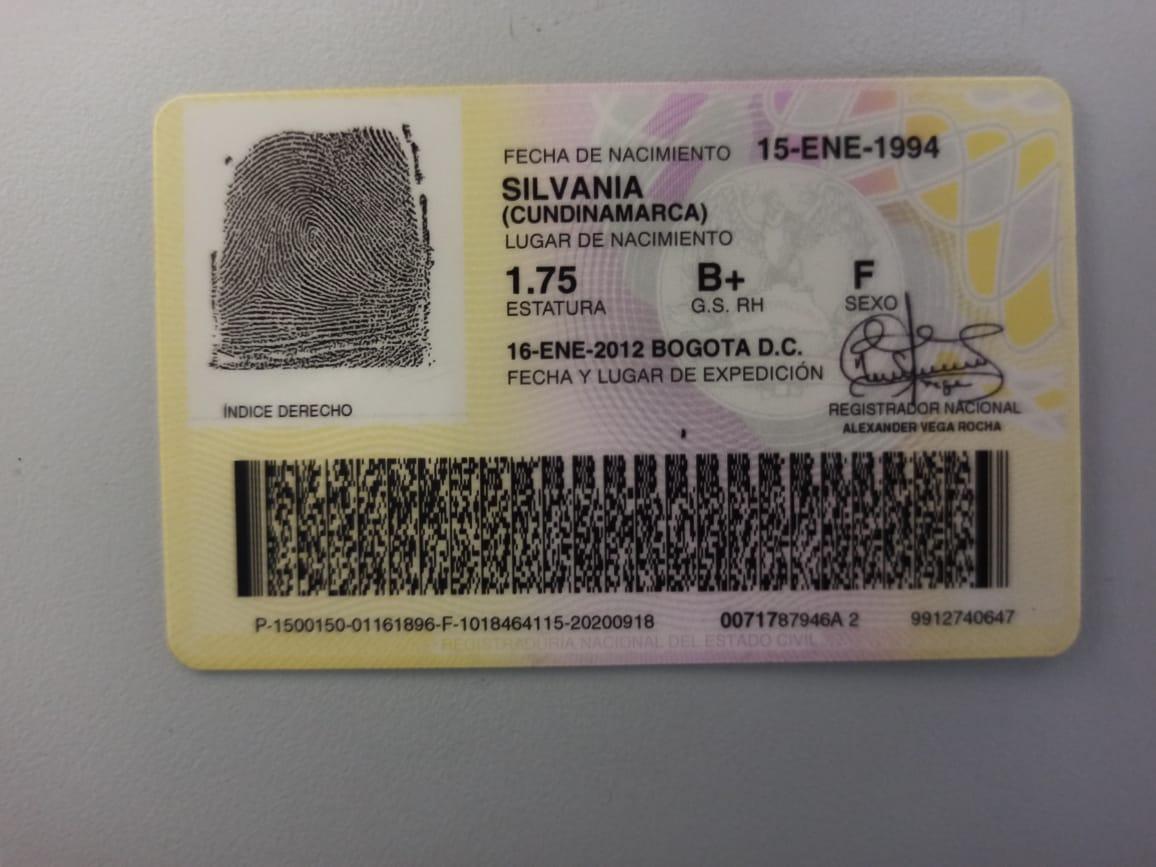 FECHA DE NACIMIENTO 15-ENE-1994
SILVANIA
(CUNDINAMARCA)
LUGAR DE NACIMIENTO
1.75 B+ F
ESTATURA G.S. RH SEXO
16-ENE-2012 BOGOTA D.C.
FECHA Y LUGAR DE EXPEDICIÓN
ÍNDICE DERECHO
REGISTRADOR NACIONAL
ALEXANDER VEGA ROCHA
P-1500150-01161896-F-1018464115-20200918 0071787946A 2 9912740647
REGISTRADURIA NACIONAL DEL ESTADO CIVIL